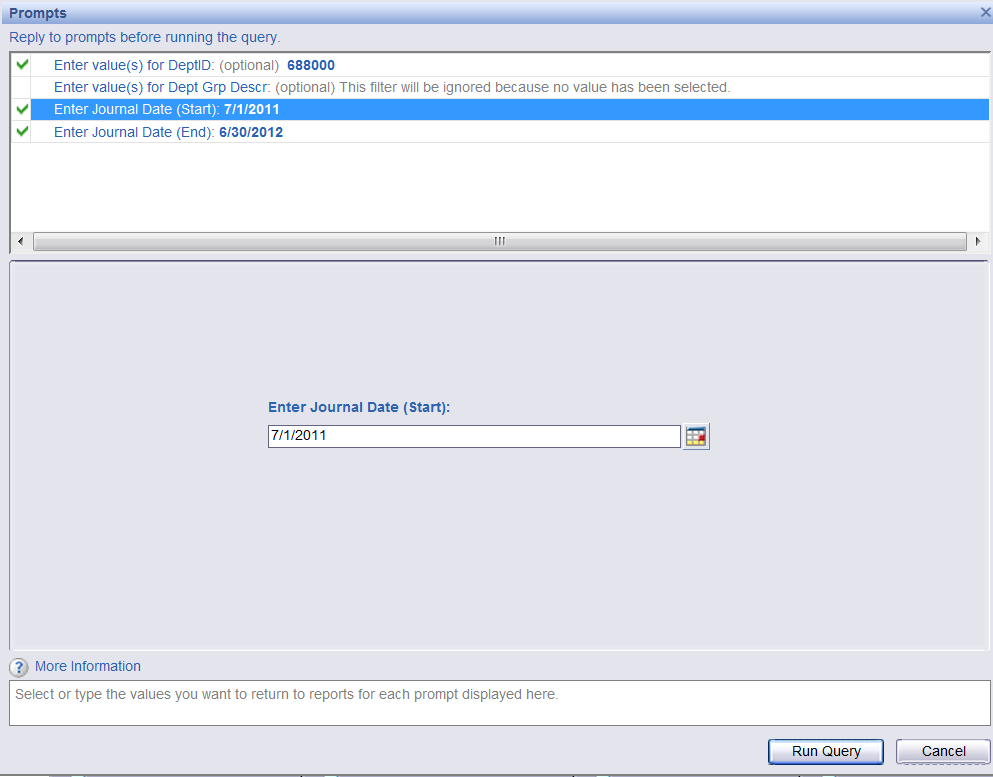 Prompts
Reply to prompts before running the query.
Enter value(s) for DeptID: (optional) 688000
Enter value(s) for Dept Grp Descr: (optional) This filter will be ignored because no value has been selected.
Enter Journal Date (Start): 7/1/2011
Enter Journal Date (End): 6/30/2012
Enter Journal Date (Start):
7/1/2011
? More Information
Select or type the values you want to return to reports for each prompt displayed here.
Run Query Cancel